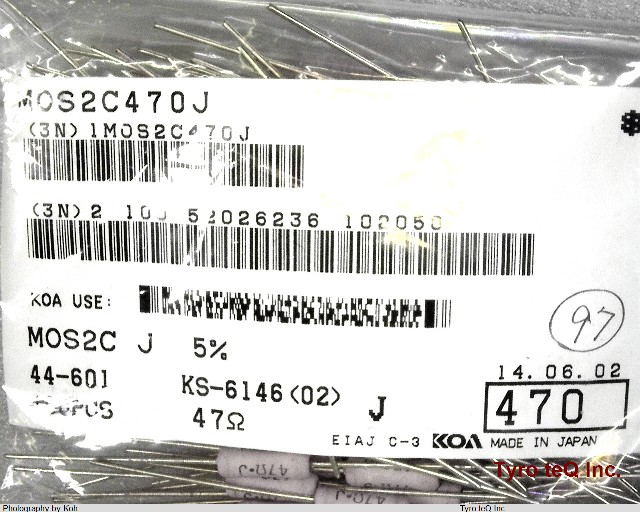 MOS2C470J
(3N) 1MOS2C470J
(3N) 2 52026236 102050
KOA USE:
MOS2C J 5%
44-601 KS-6146(02) J
47Ω
97
14.06.02
470
EIAJ C-3 KOA MADE IN JAPAN
47Ω J
Tyro teQ Inc.
Photography by Koh Tyro teQ Inc